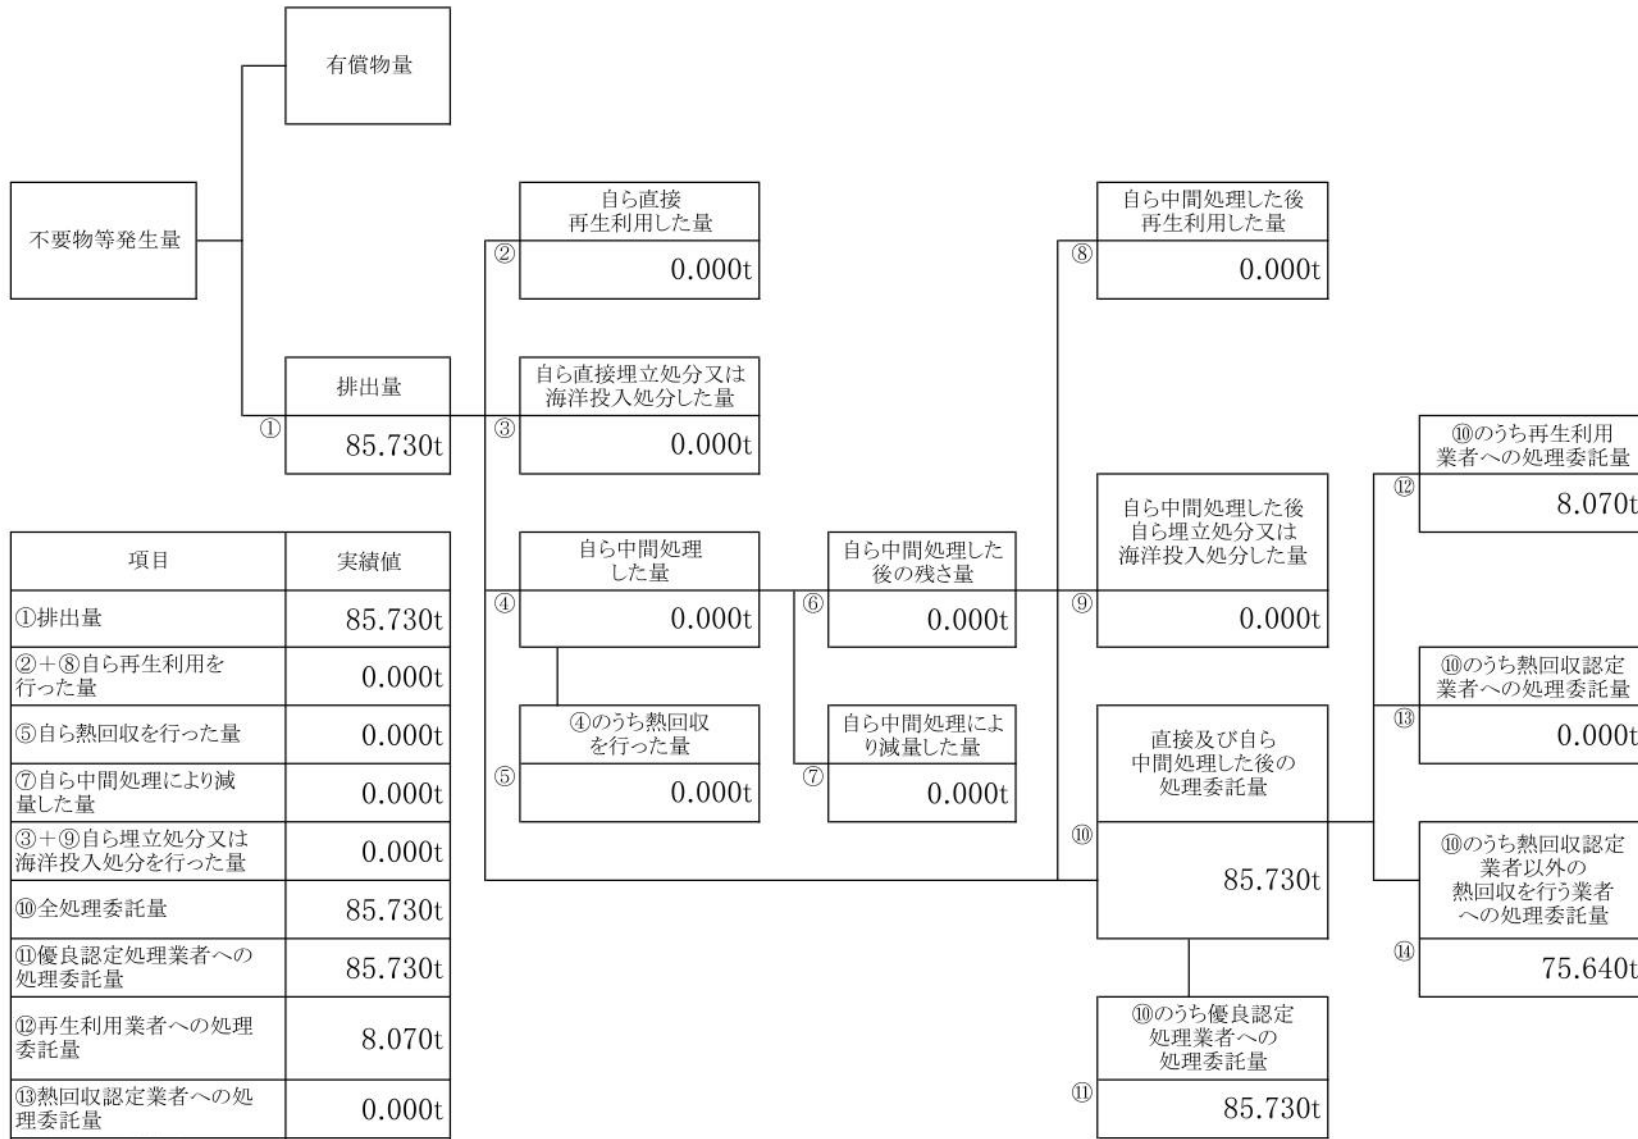 有償物量
不要物等発生量
自ら直接
再生利用した量
②
0.000t
自ら中間処理した後
再生利用した量
⑧
0.000t
排出量
①
85.730t
自ら直接埋立処分又は
海洋投入処分した量
③
0.000t
⑩のうち再生利用
業者への処理委託量
⑫
8.070t
自ら中間処理した後
自ら埋立処分又は
海洋投入処分した量
⑨
0.000t
自ら中間処理
した量
④
0.000t
自ら中間処理した
後の残さ量
⑥
0.000t
⑩のうち熱回収認定
業者への処理委託量
⑬
0.000t
④のうち熱回収
を行った量
⑤
0.000t
自ら中間処理によ
り減量した量
⑦
0.000t
直接及び自ら
中間処理した後の
処理委託量
⑩
85.730t
⑩のうち熱回収認定
業者以外の
熱回収を行う業者
への処理委託量
⑭
75.640t
⑩のうち優良認定
処理業者への
処理委託量
⑪
85.730t
項目 実績値
①排出量 85.730t
②+⑧自ら再生利用を
行った量 0.000t
⑤自ら熱回収を行った量 0.000t
⑦自ら中間処理により減
量した量 0.000t
③+⑨自ら埋立処分又は
海洋投入処分を行った量 0.000t
⑩全処理委託量 85.730t
⑪優良認定処理業者への
処理委託量 85.730t
⑫再生利用業者への処理
委託量 8.070t
⑬熱回収認定業者への処
理委託量 0.000t